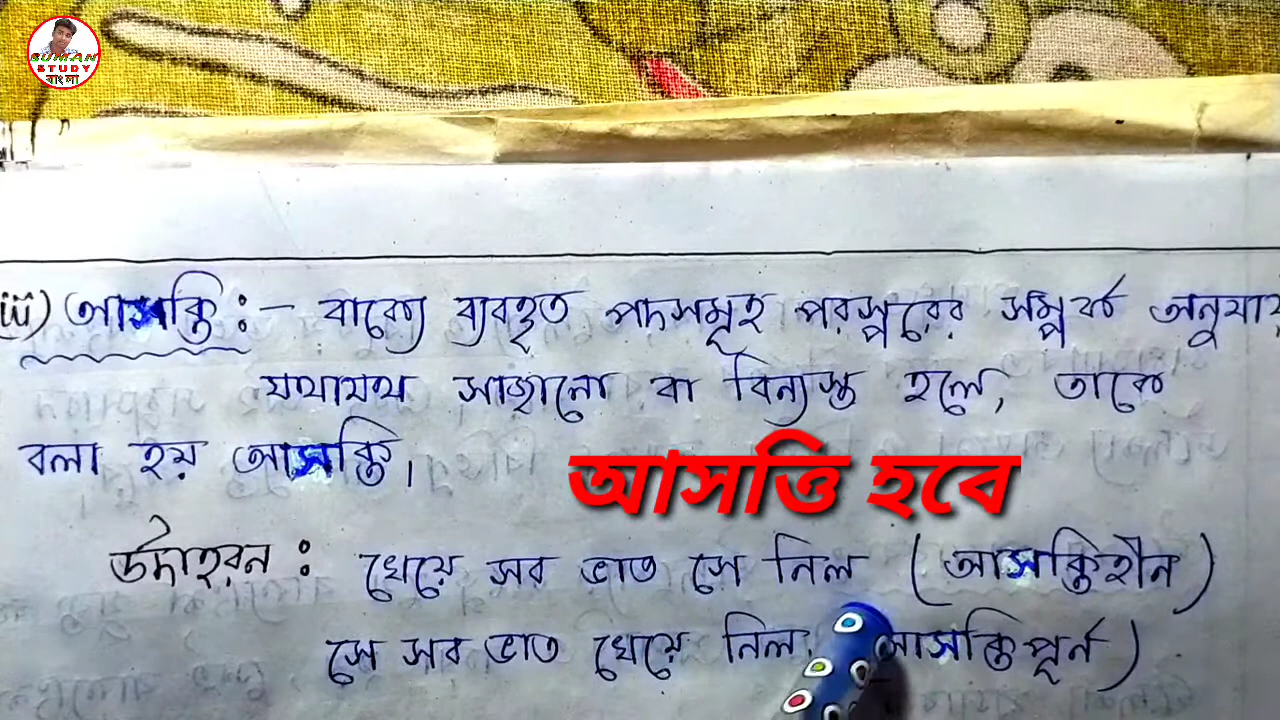 SUMAN
STUDY
বাংলা
iii) আসক্তি :- বাক্যে ব্যবহৃত পদসমূহ পরস্পরের সম্পর্ক অনুযায়
যথাযথ সাজানো বা বিন্যস্ত হলে, তাকে
বলা হয় আসক্তি।
আসত্তি হবে
উদাহরন : খেয়ে সব ভাত সে নিল (আসক্তিহীন)
সে সব ভাত খেয়ে নিল। আসক্তিপূর্ন)